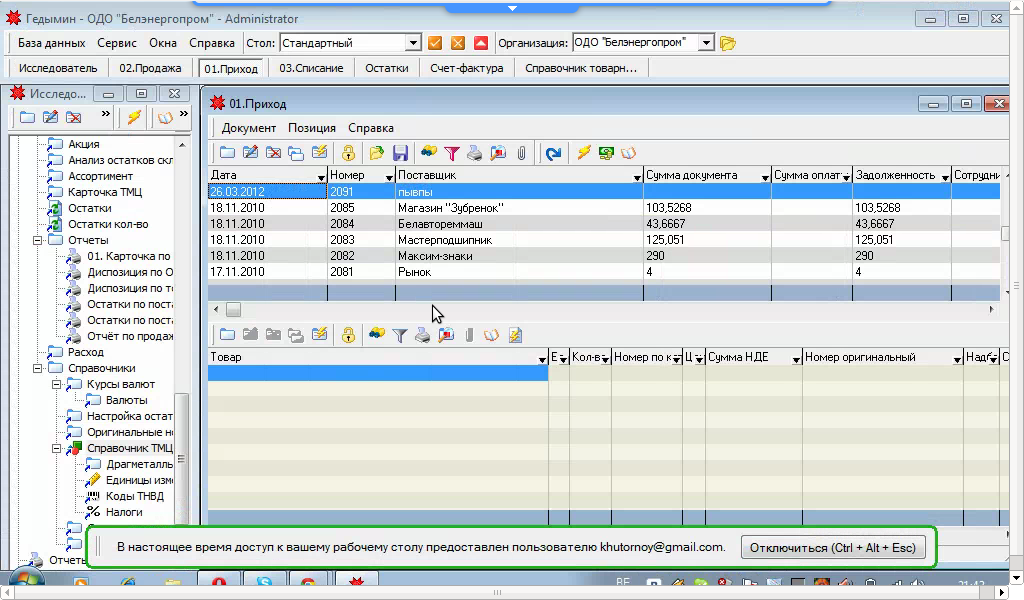 Гедымин - ОДО "Белэнергопром" - Administrator
База данных Сервис Окна Справка Стол: Стандартный Организация: ОДО "Белэнергопром"
Исследователь 02.Продажа 01.Приход 03.Списание Остатки Счет-фактура Справочник товарн...
Исследо...
»
»
Акция
Анализ остатков скл
Ассортимент
Карточка ТМЦ
Остатки
Остатки кол-во
Отчеты
01. Карточка по
Диспозиция по О
Диспозиция по т
Остатки по пост
Остатки по пост
Отчёт по продаж
Расход
Справочники
Курсы валют
Валюты
Настройка остат
Оригинальные н
Справочник ТМЦ
Драгметалль
Единицы изм
Коды ТНВД
Налоги
Отчеты
01.Приход
Документ Позиция Справка
Дата Номер Поставщик Сумма документа Сумма оплат Задолженность Сотрудни
26.03.2012 2091 пывпы
18.11.2010 2085 Магазин "Зубренок" 103,5268 103,5268
18.11.2010 2084 Белавтореммаш 43,6667 43,6667
18.11.2010 2083 Мастерподшипник 125,051 125,051
18.11.2010 2082 Максим-знаки 290 290
17.11.2010 2081 Рынок 4 4
Товар Е Кол-в Номер по к Ц Сумма НДЕ Номер оригинальный Надб С
В настоящее время доступ к вашему рабочему столу предоставлен пользователю khutornoy@gmail.com. Отключиться (Ctrl + Alt + Esc)
BE 21:42